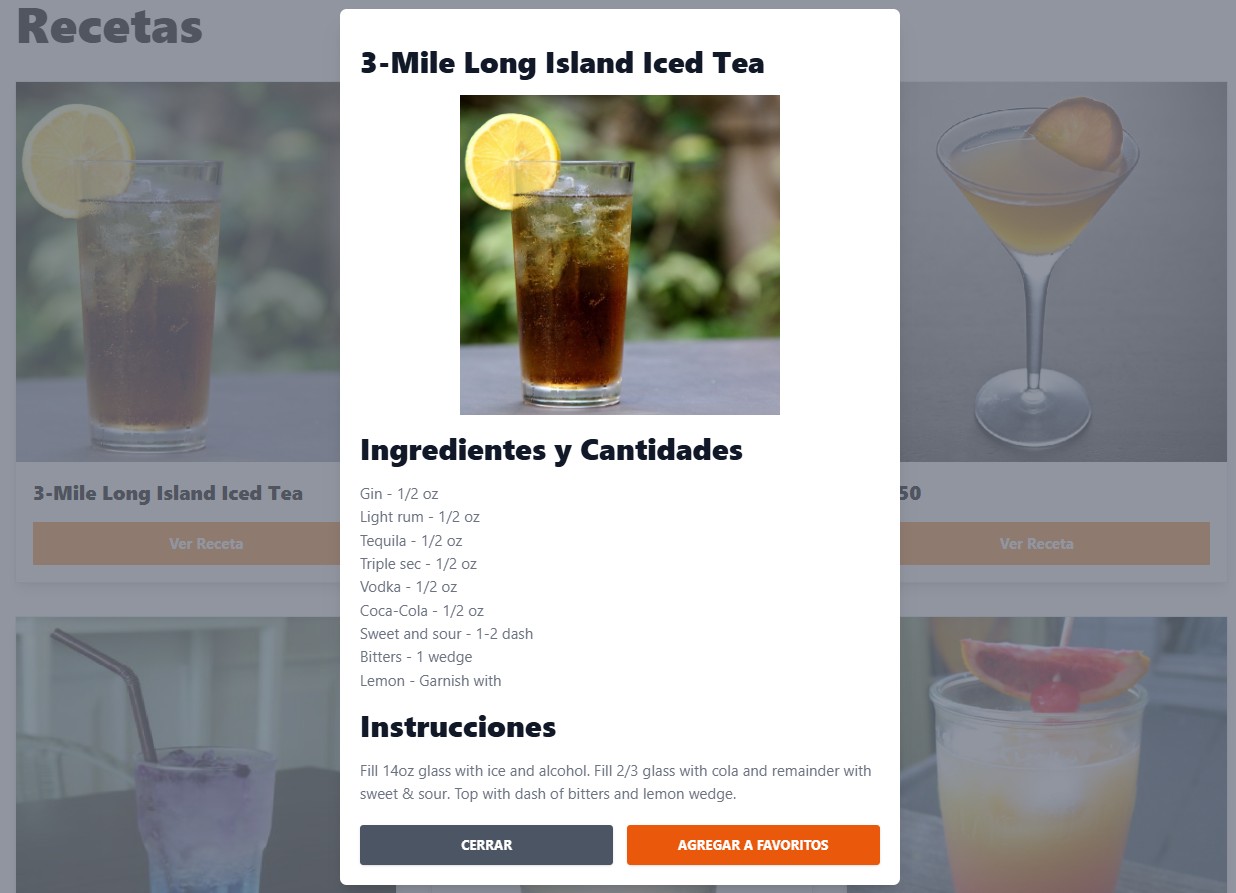 Recetas
3-Mile Long Island Iced Tea
Ingredientes y Cantidades
Gin - 1/2 oz
Light rum - 1/2 oz
Tequila - 1/2 oz
Triple sec - 1/2 oz
Vodka - 1/2 oz
Coca-Cola - 1/2 oz
Sweet and sour - 1-2 dash
Bitters - 1 wedge
Lemon - Garnish with
Instrucciones
Fill 14oz glass with ice and alcohol. Fill 2/3 glass with cola and remainder with
sweet & sour. Top with dash of bitters and lemon wedge.
CERRAR
AGREGAR A FAVORITOS
3-Mile Long Island Iced Tea
Ver Receta
50
Ver Receta